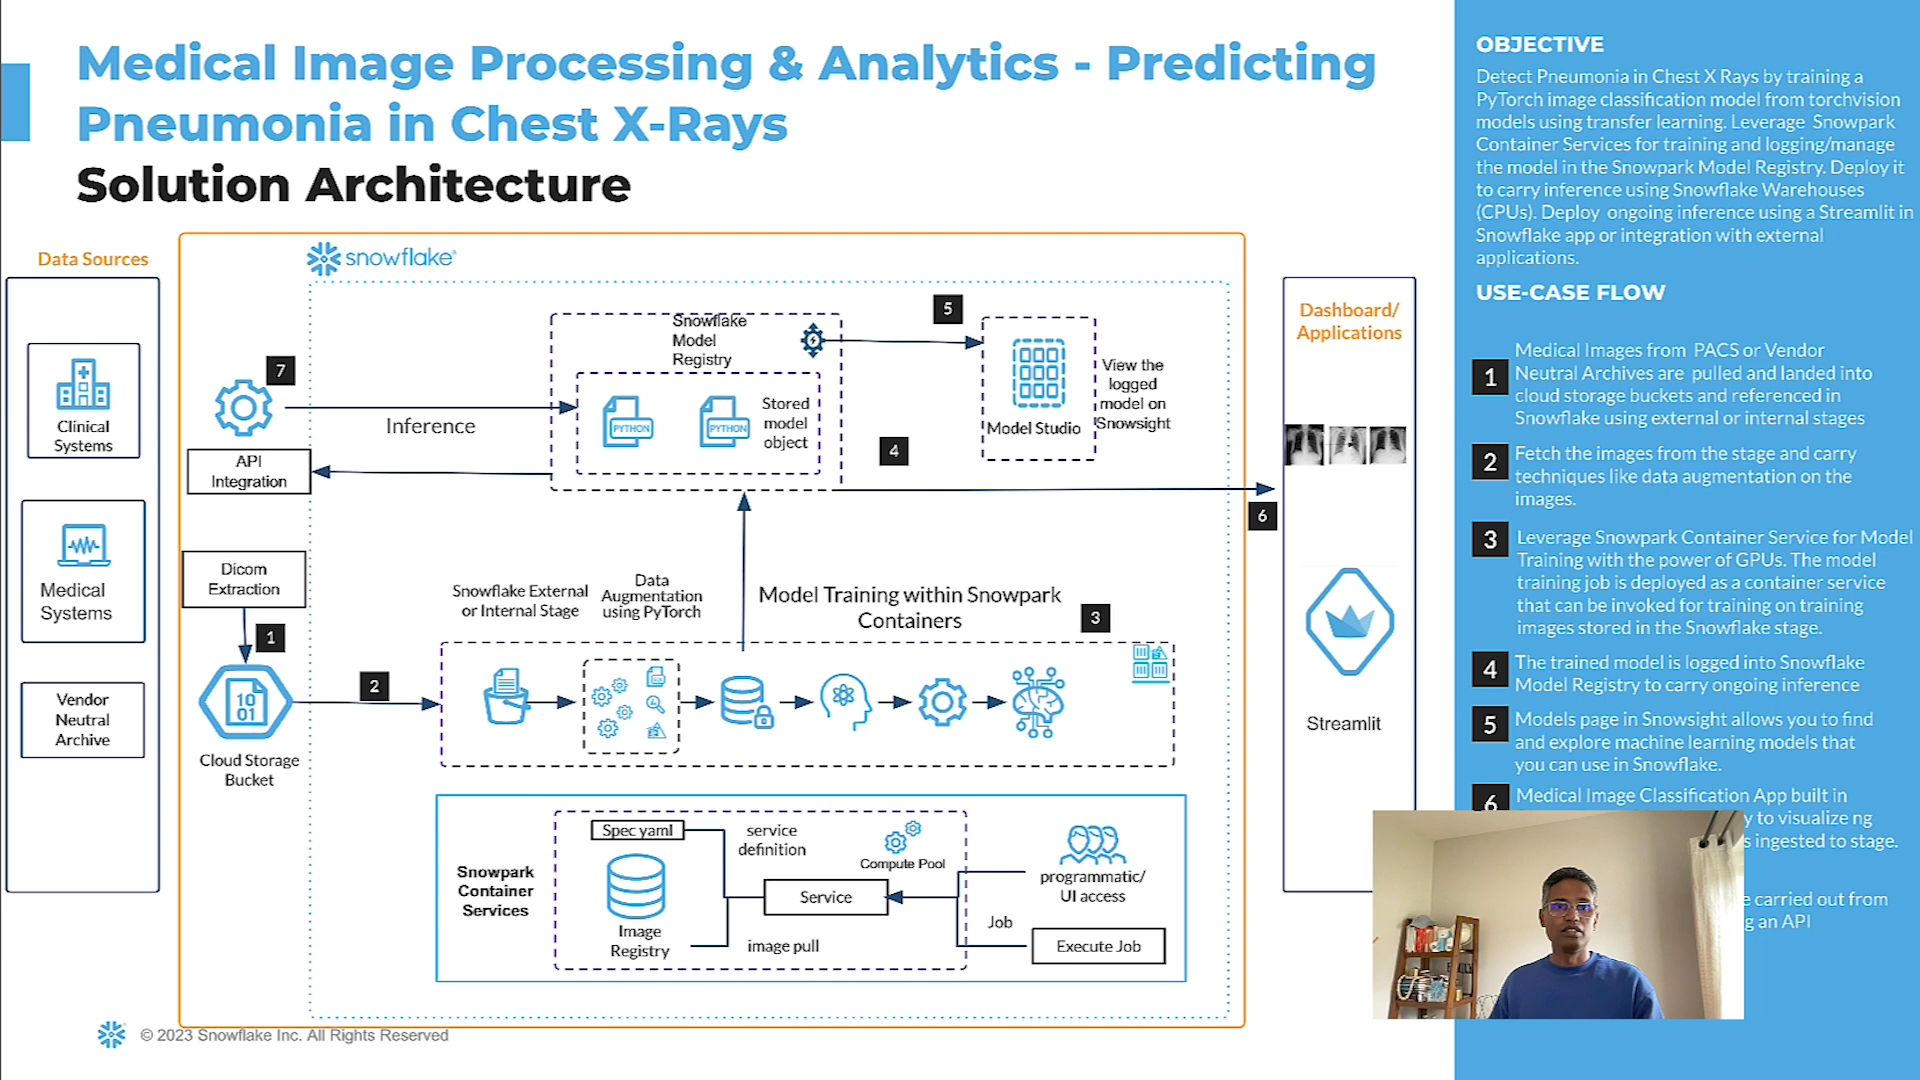 Medical Image Processing & Analytics - Predicting
Pneumonia in Chest X-Rays
Solution Architecture
Data Sources
Clinical
Systems
Medical
Systems
Vendor
Neutral
Archive
snowflake®
7
API
Integration
Inference
Dicom
Extraction
1
10
01
Cloud Storage
Bucket
2
Snowflake
Model
Registry
PYTHON
PYTHON
Stored
model
object
5
4
Model Studio
View the
logged
model on
Snowsight
6
Snowflake External
or Internal Stage
Data
Augmentation
using PyTorch
Model Training within Snowpark
Containers
3
Snowpark
Container
Services
Spec yaml
service
definition
Image
Registry
image pull
Service
Compute Pool
programmatic/
UI access
Job
Execute Job
Dashboard/
Applications
Streamlit
© 2023 Snowflake Inc. All Rights Reserved
OBJECTIVE
Detect Pneumonia in Chest X Rays by training a
PyTorch image classification model from torchvision
models using transfer learning. Leverage Snowpark
Container Services for training and logging/manage
the model in the Snowpark Model Registry. Deploy it
to carry inference using Snowflake Warehouses
(CPUs). Deploy ongoing inference using a Streamlit in
Snowflake app or integration with external
applications.
USE-CASE FLOW
1
Medical Images from PACS or Vendor
Neutral Archives are pulled and landed into
cloud storage buckets and referenced in
Snowflake using external or internal stages
2
Fetch the images from the stage and carry
techniques like data augmentation on the
images.
3
Leverage Snowpark Container Service for Model
Training with the power of GPUs. The model
training job is deployed as a container service
that can be invoked for training on training
images stored in the Snowflake stage.
4
The trained model is logged into Snowflake
Model Registry to carry ongoing inference
5
Models page in Snowsight allows you to find
and explore machine learning models that
you can use in Snowflake.
6
Medical Image Classification App built in
y to visualize ng
s ingested to stage.
e carried out from
g an API